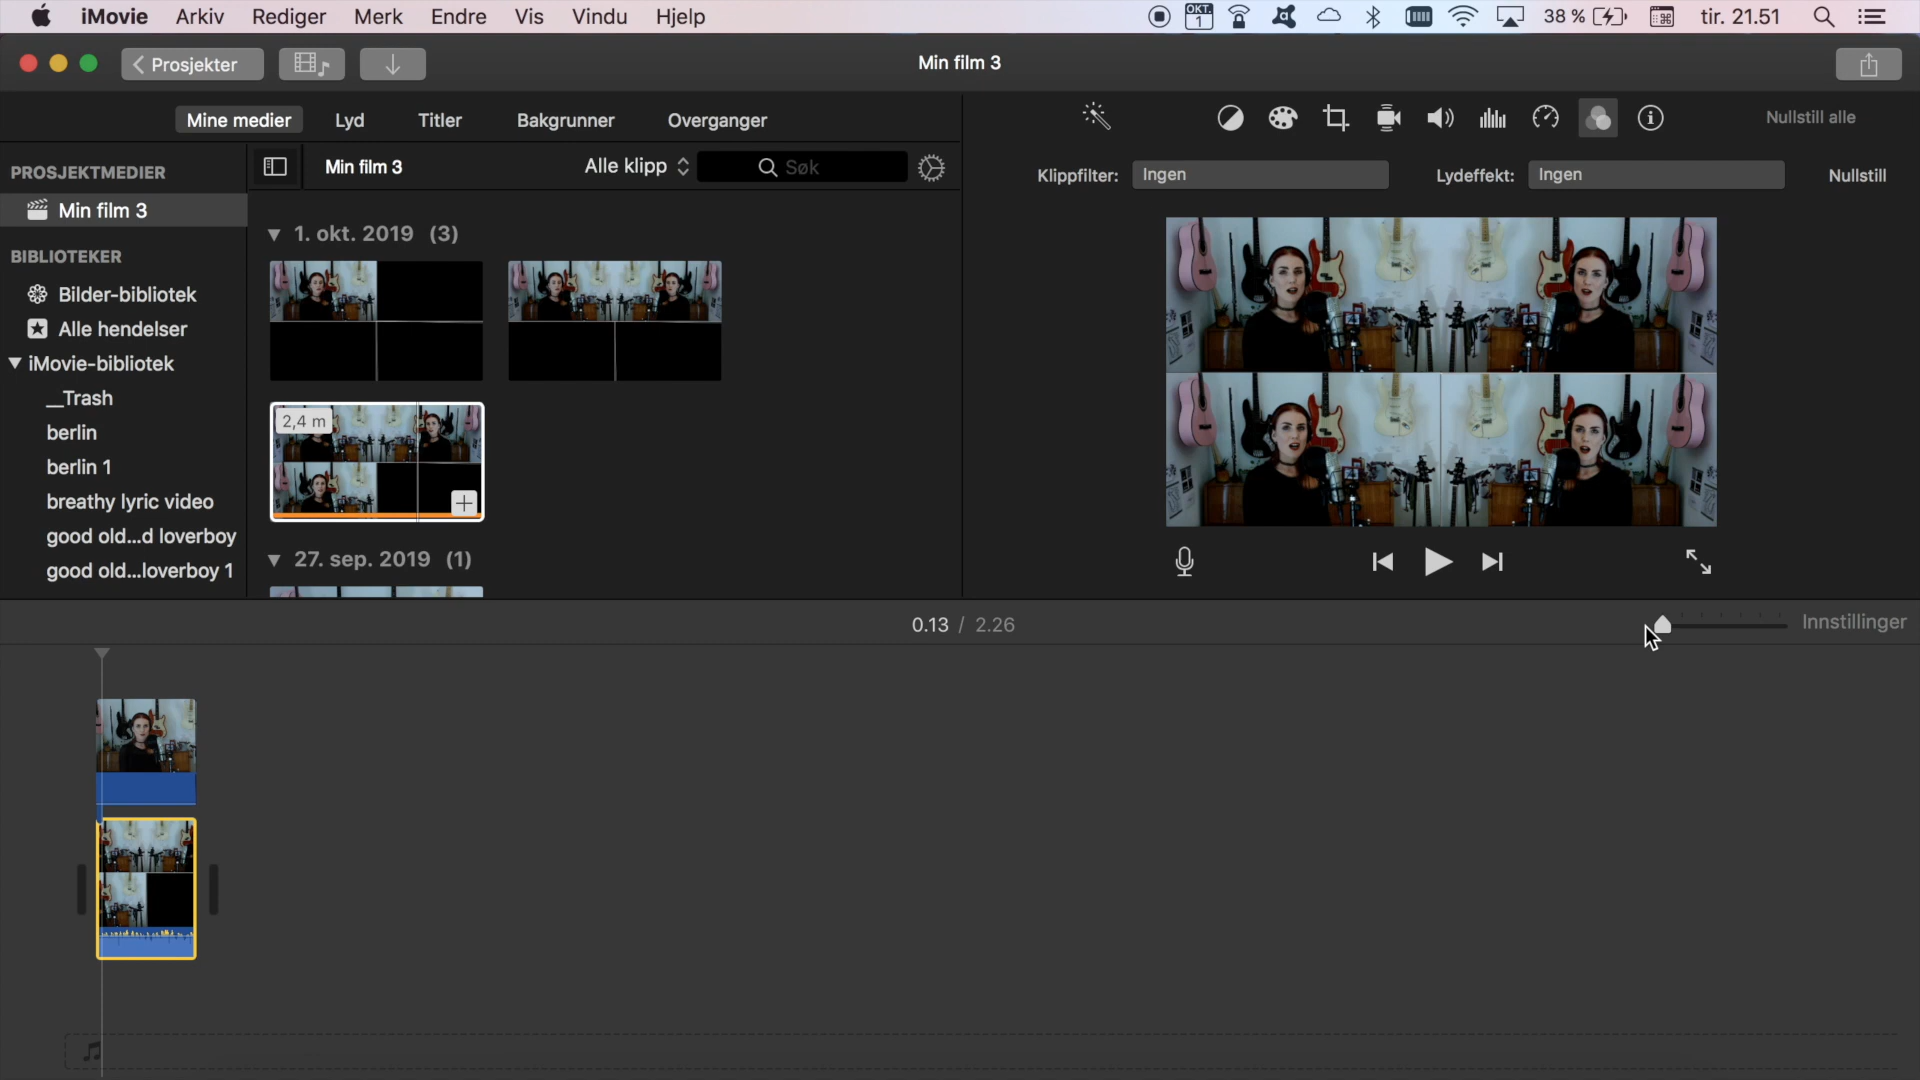 iMovie Arkiv Rediger Merk Endre Vis Vindu Hjelp OKT. 1 38 % tir. 21.51
Prosjekter Min film 3
Mine medier Lyd Titler Bakgrunner Overganger Nullstill alle
PROSJEKTMEDIER Min film 3 Alle klipp Søk Klippfilter: Ingen Lydeffekt: Ingen Nullstill
Min film 3
1. okt. 2019 (3)
BIBLIOTEKER
Bilder-bibliotek
Alle hendelser
iMovie-bibliotek
__Trash
2,4 m
berlin
berlin 1
breathy lyric video
good old...d loverboy
27. sep. 2019 (1)
good old...loverboy 1
0.13 / 2.26 Innstillinger